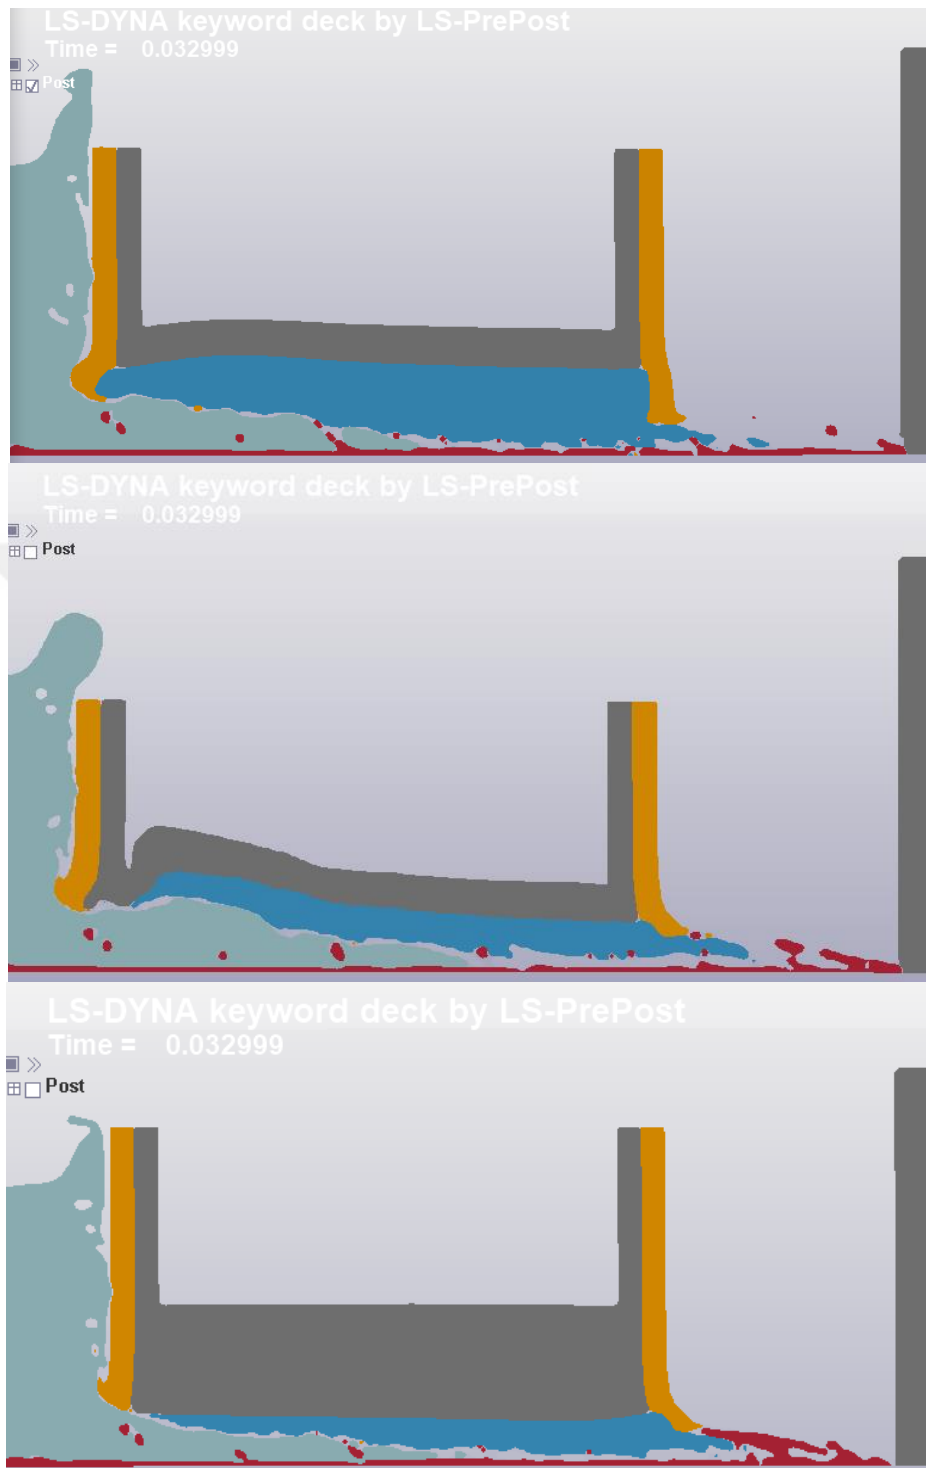 LS-DYNA keyword deck by LS-PrePost
Time = 0.032999
Post
LS-DYNA keyword deck by LS-PrePost
Time = 0.032999
Post
LS-DYNA keyword deck by LS-PrePost
Time = 0.032999
Post